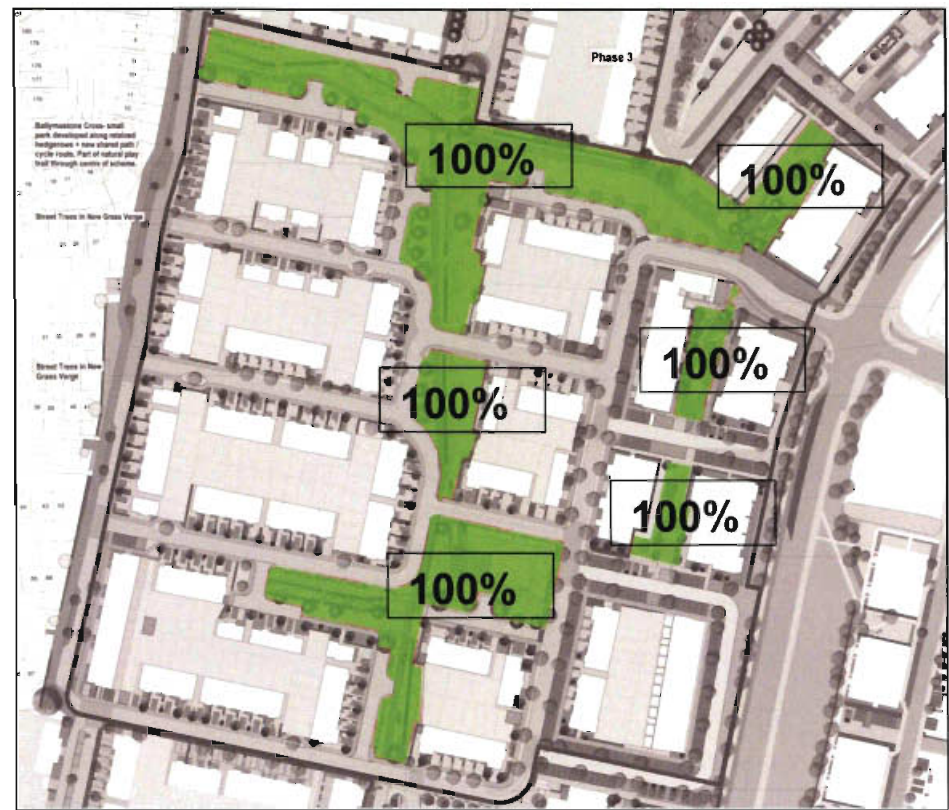 Phase 3
Ballymastone Cross- small
park developed along retained
hedgerows + new shared path /
cycle route. Part of natural play
trail through centre of scheme.
100%
100%
Street Trees in New Grass Verge
100%
Street Trees in New
Grass Verge
100%
100%
100%